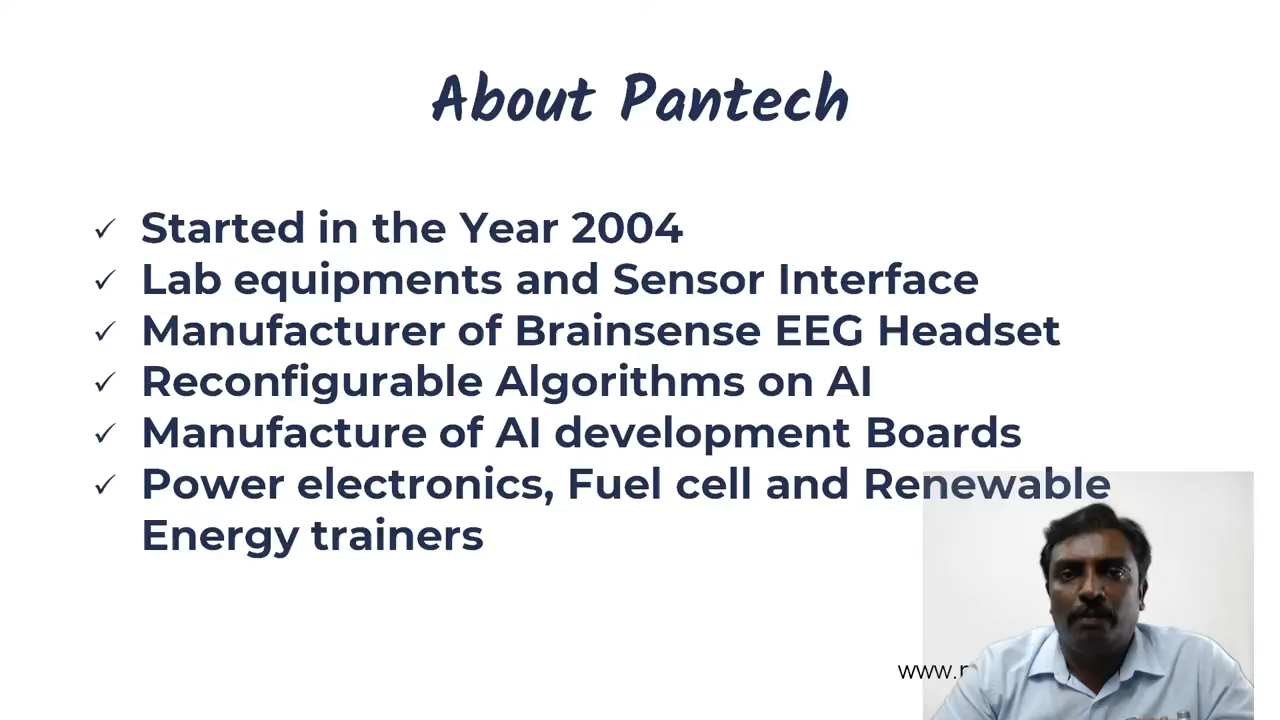 About Pantech
✓ Started in the Year 2004
✓ Lab equipments and Sensor Interface
✓ Manufacturer of Brainsense EEG Headset
✓ Reconfigurable Algorithms on AI
✓ Manufacture of AI development Boards
✓ Power electronics, Fuel cell and Renewable
Energy trainers